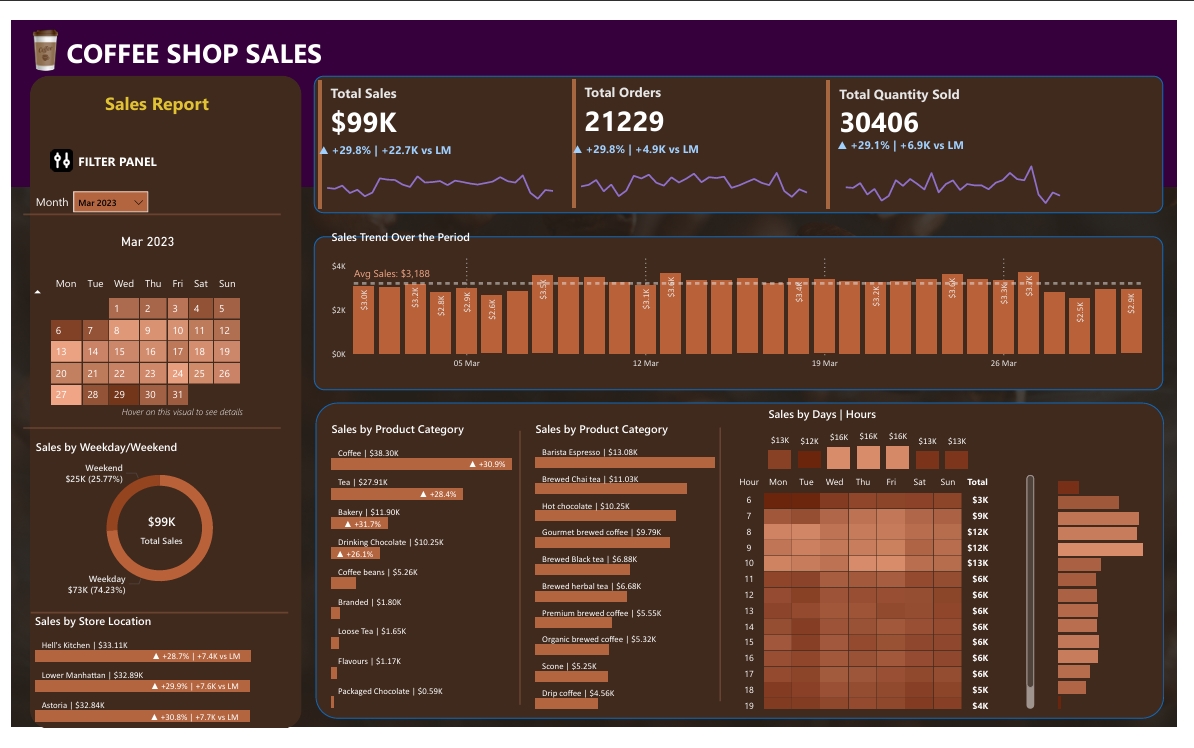 COFFEE SHOP SALES
Sales Report
FILTER PANEL
Month
Mar 2023
Mar 2023
Mon Tue Wed Thu Fri Sat Sun
1 2 3 4 5
6 7 8 9 10 11 12
13 14 15 16 17 18 19
20 21 22 23 24 25 26
27 28 29 30 31
Hover on this visual to see details
Sales by Weekday/Weekend
Weekend
$25K (25.77%)
$99K
Total Sales
Weekday
$73K (74.23%)
Sales by Store Location
Hell's Kitchen | $33.11K
▲ +28.7% | +7.4K vs LM
Lower Manhattan | $32.89K
▲ +29.9% | +7.6K vs LM
Astoria | $32.84K
▲ +30.8% | +7.7K vs LM
Total Sales
$99K
▲ +29.8% | +22.7K vs LM
Total Orders
21229
▲ +29.8% | +4.9K vs LM
Total Quantity Sold
30406
▲ +29.1% | +6.9K vs LM
Sales Trend Over the Period
$4K
$2K
$0K
Avg Sales: $3,188
$3.0K
$3.2K
$2.8K
$2.9K
$2.6K
$3.1K
$3.4K
$3.2K
$3.3K
$2.5K
$2.9K
05 Mar
12 Mar
19 Mar
26 Mar
Sales by Product Category
Coffee | $38.30K
▲ +30.9%
Tea | $27.91K
▲ +28.4%
Bakery | $11.90K
▲ +31.7%
Drinking Chocolate | $10.25K
▲ +26.1%
Coffee beans | $5.26K
Branded | $1.80K
Loose Tea | $1.65K
Flavours | $1.17K
Packaged Chocolate | $0.59K
Sales by Product Category
Barista Espresso | $13.08K
Brewed Chai tea | $11.03K
Hot chocolate | $10.25K
Gourmet brewed coffee | $9.79K
Brewed Black tea | $6.88K
Brewed herbal tea | $6.68K
Premium brewed coffee | $5.55K
Organic brewed coffee | $5.32K
Scone | $5.25K
Drip coffee | $4.56K
Sales by Days | Hours
$13K $12K $16K $16K $16K $13K $13K
Hour Mon Tue Wed Thu Fri Sat Sun Total
6 $3K
7 $9K
8 $12K
9 $12K
10 $13K
11 $6K
12 $6K
13 $6K
14 $6K
15 $6K
16 $6K
17 $6K
18 $5K
19 $4K